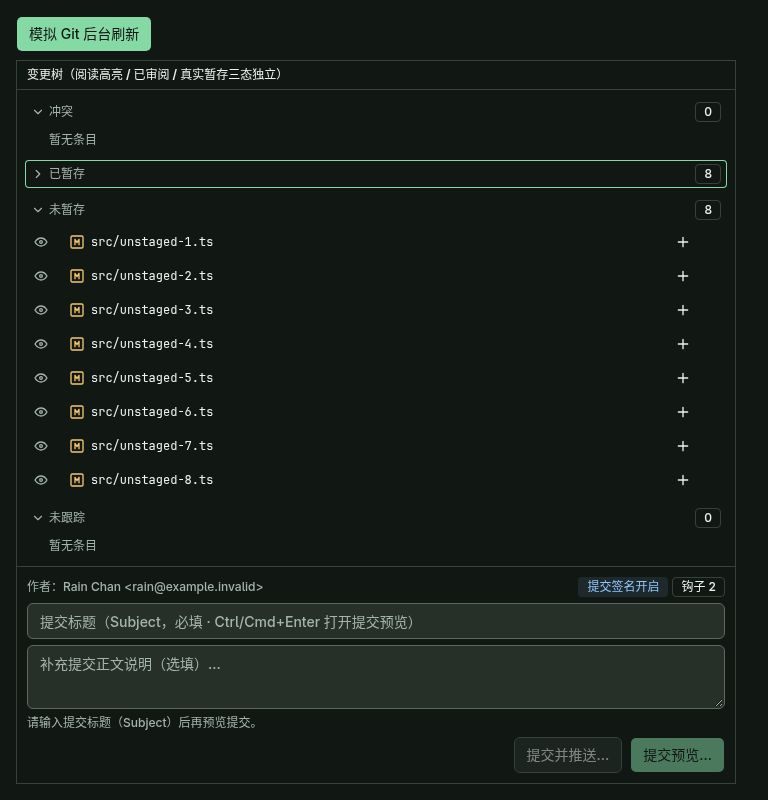 模拟 Git 后台刷新
变更树（阅读高亮 / 已审阅 / 真实暂存三态独立）
冲突 0
暂无条目
已暂存 8
未暂存 8
M src/unstaged-1.ts
M src/unstaged-2.ts
M src/unstaged-3.ts
M src/unstaged-4.ts
M src/unstaged-5.ts
M src/unstaged-6.ts
M src/unstaged-7.ts
M src/unstaged-8.ts
未跟踪 0
暂无条目
作者：Rain Chan <rain@example.invalid> 提交签名开启 钩子 2
提交标题（Subject，必填 · Ctrl/Cmd+Enter 打开提交预览）
补充提交正文说明（选填）...
请输入提交标题（Subject）后再预览提交。
提交并推送... 提交预览...